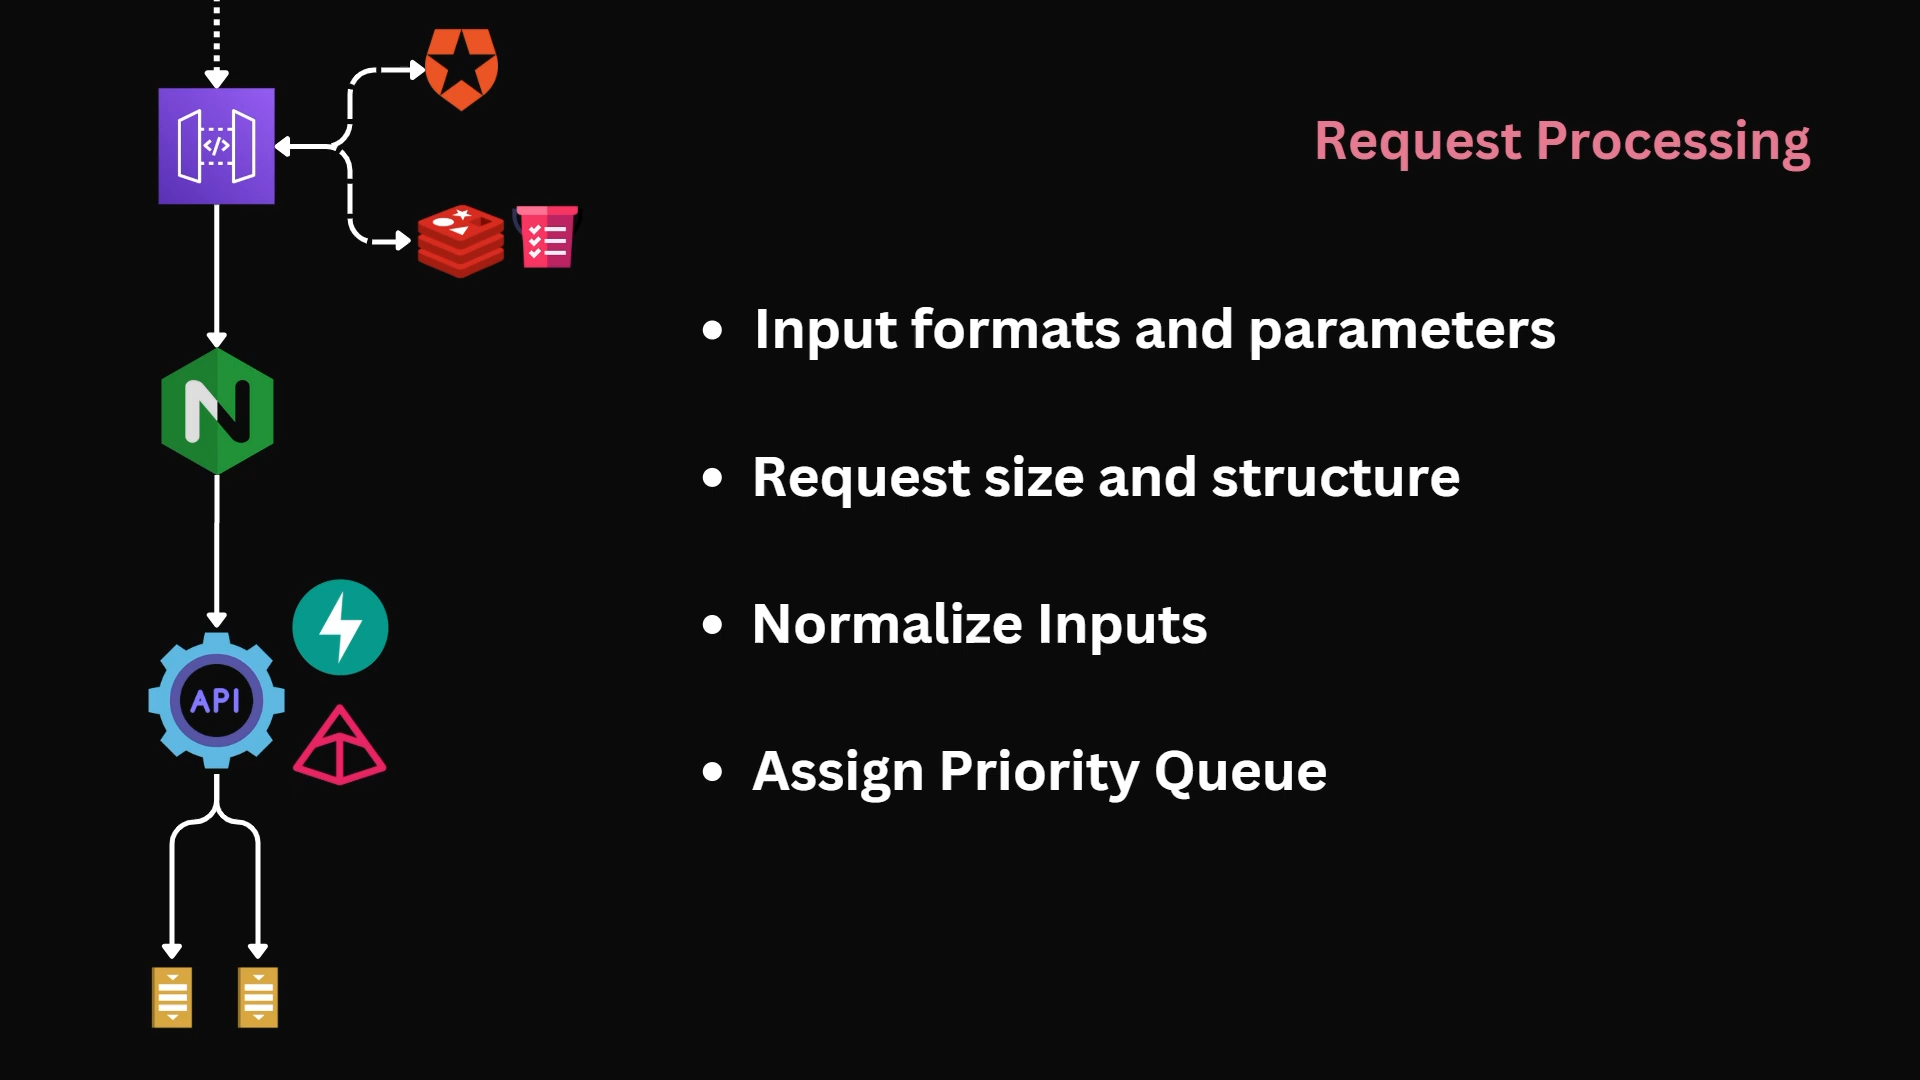 Request Processing
</>
Input formats and parameters
Request size and structure
Normalize Inputs
API
Assign Priority Queue